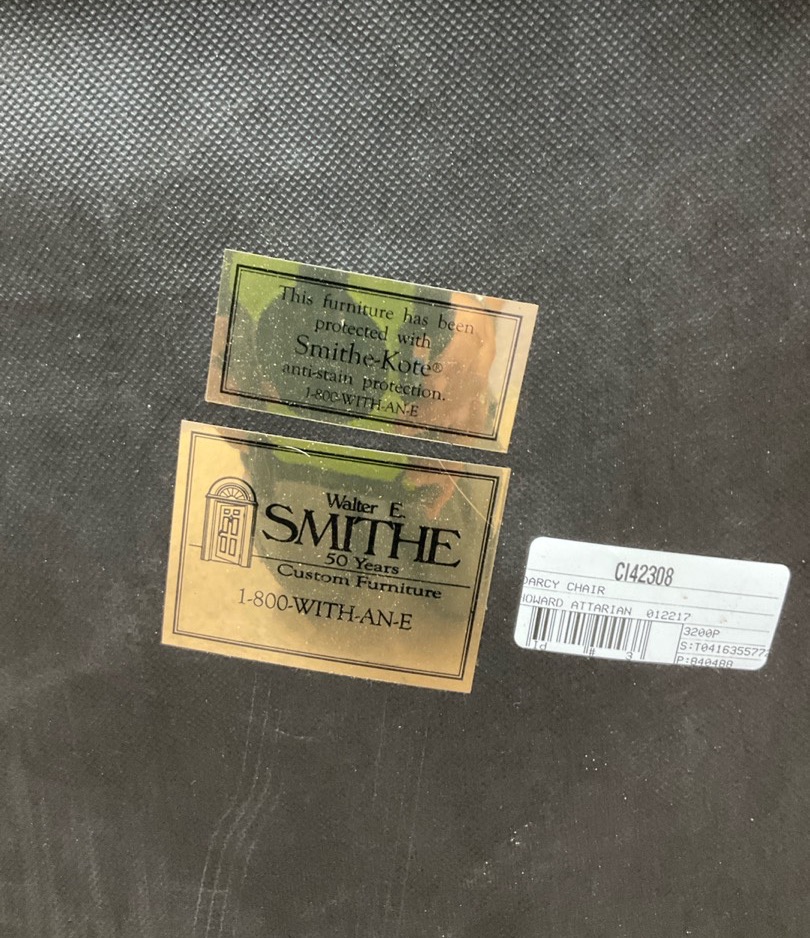 This furniture has been
protected with
Smithe-Kote®
anti-stain protection.
1-800-WITH-AN-E
Walter E.
SMITHE
50 Years
Custom Furniture
1-800-WITH-AN-E
CI42308
DARCY CHAIR
HOWARD ATTARIAN 012217
3200P
S:T041635577
P:84048A